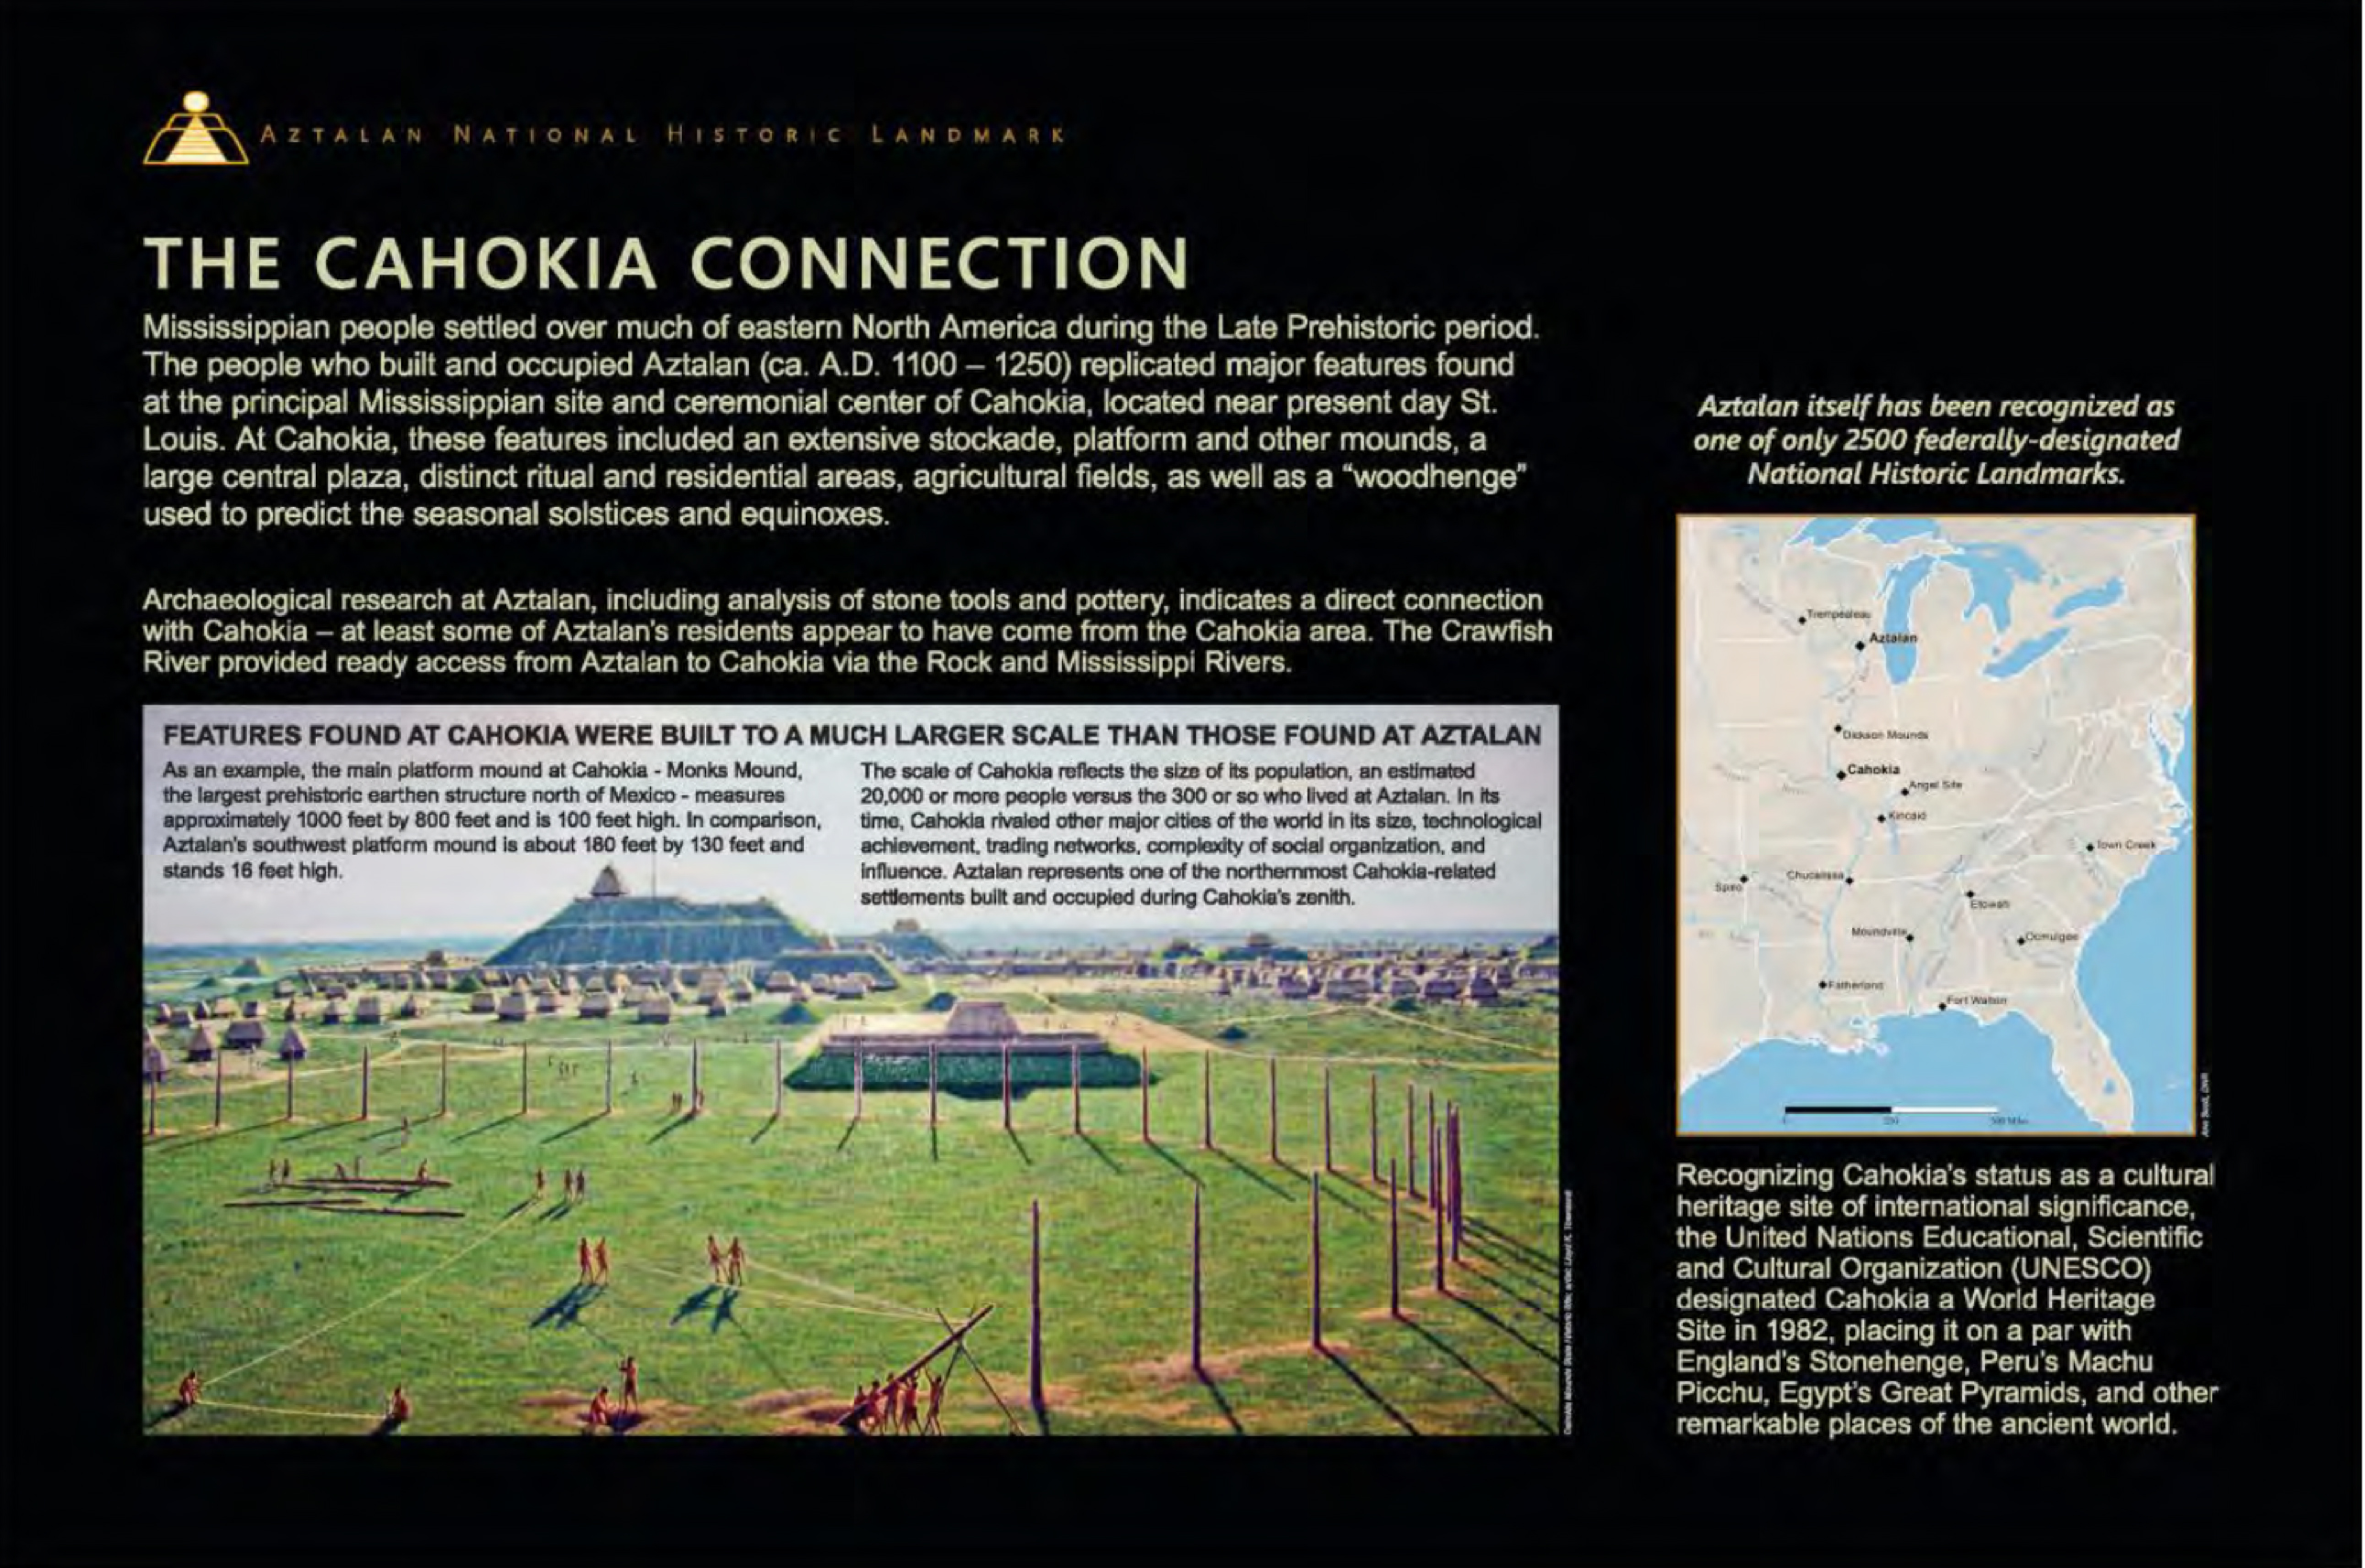 AZTALAN NATIONAL HISTORIC LANDMARK
THE CAHOKIA CONNECTION
Mississippian people settled over much of eastern North America during the Late Prehistoric period.
The people who built and occupied Aztalan (ca. A.D. 1100 – 1250) replicated major features found
at the principal Mississippian site and ceremonial center of Cahokia, located near present day St.
Louis. At Cahokia, these features included an extensive stockade, platform and other mounds, a
large central plaza, distinct ritual and residential areas, agricultural fields, as well as a “woodhenge”
used to predict the seasonal solstices and equinoxes.
Archaeological research at Aztalan, including analysis of stone tools and pottery, indicates a direct connection
with Cahokia – at least some of Aztalan's residents appear to have come from the Cahokia area. The Crawfish
River provided ready access from Aztalan to Cahokia via the Rock and Mississippi Rivers.
FEATURES FOUND AT CAHOKIA WERE BUILT TO A MUCH LARGER SCALE THAN THOSE FOUND AT AZTALAN
As an example, the main platform mound at Cahokia - Monks Mound,
the largest prehistoric earthen structure north of Mexico - measures
approximately 1000 feet by 800 feet and is 100 feet high. In comparison,
Aztalan's southwest platform mound is about 180 feet by 130 feet and
stands 16 feet high.
The scale of Cahokia reflects the size of its population, an estimated
20,000 or more people versus the 300 or so who lived at Aztalan. In its
time, Cahokia rivaled other major cities of the world in its size, technological
achievement, trading networks, complexity of social organization, and
influence. Aztalan represents one of the northernmost Cahokia-related
settlements built and occupied during Cahokia's zenith.
Aztalan itself has been recognized as
one of only 2500 federally-designated
National Historic Landmarks.
Trempealeau
Aztalan
Dickson Mounds
Cahokia
Angel Site
Kincaid
Town Creek
Chucalissa
Spiro
Etowah
Moundville
Ocmulgee
Fatherland
Fort Walton
Recognizing Cahokia's status as a cultural
heritage site of international significance,
the United Nations Educational, Scientific
and Cultural Organization (UNESCO)
designated Cahokia a World Heritage
Site in 1982, placing it on a par with
England's Stonehenge, Peru's Machu
Picchu, Egypt's Great Pyramids, and other
remarkable places of the ancient world.